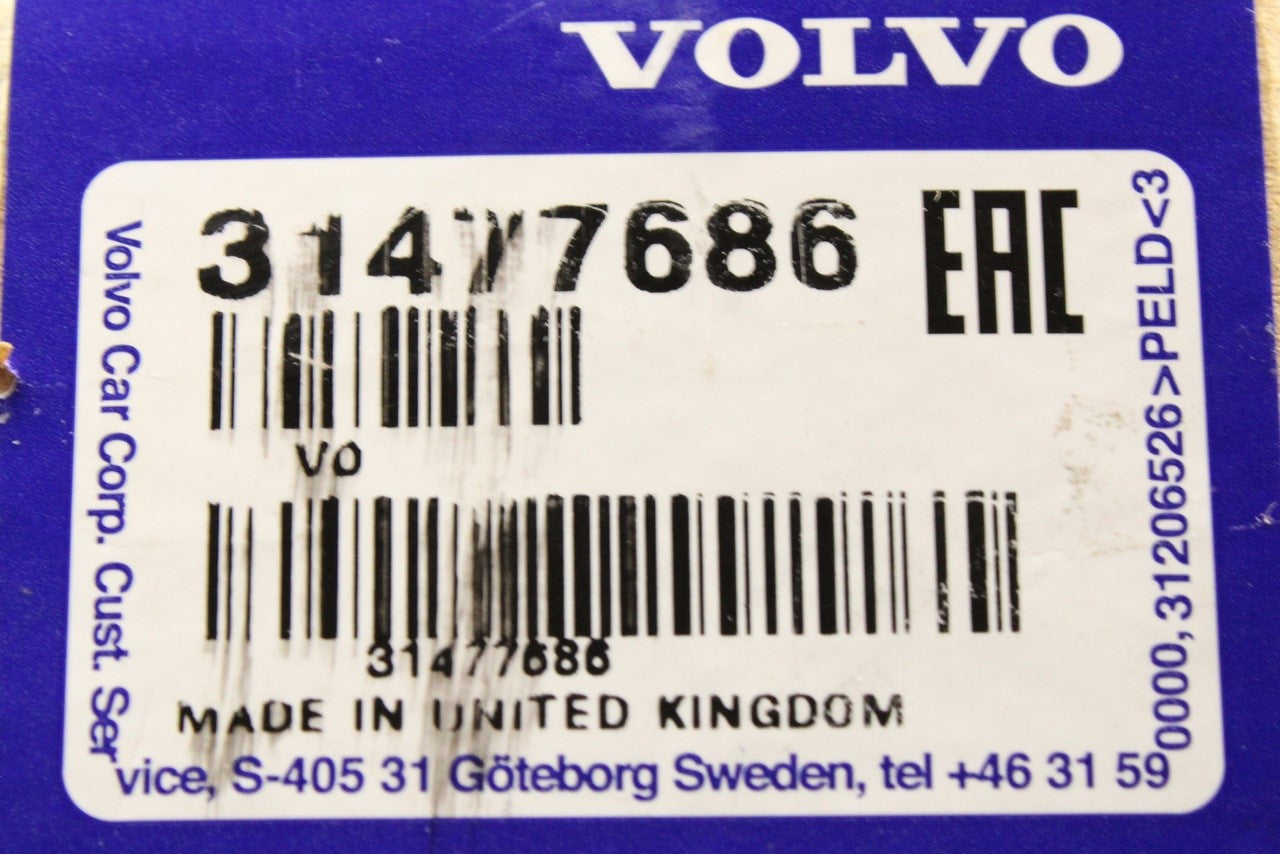 VOLVO
31477686
EAC
VO
31477686
MADE IN UNITED KINGDOM
Volvo Car Corp. Cust. Ser
vice, S-405 31 Göteborg Sweden, tel +46 31 59
0000, 31206526>PELD<3